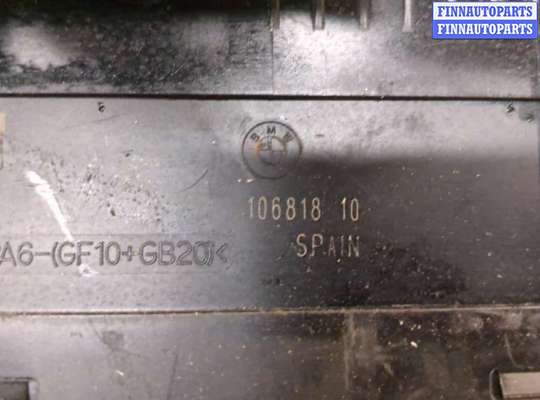 FINNAUTOPARTS
FINNAUTOPARTS
BMW
106818 10
A6-(GF10+GB20)<
SPAIN